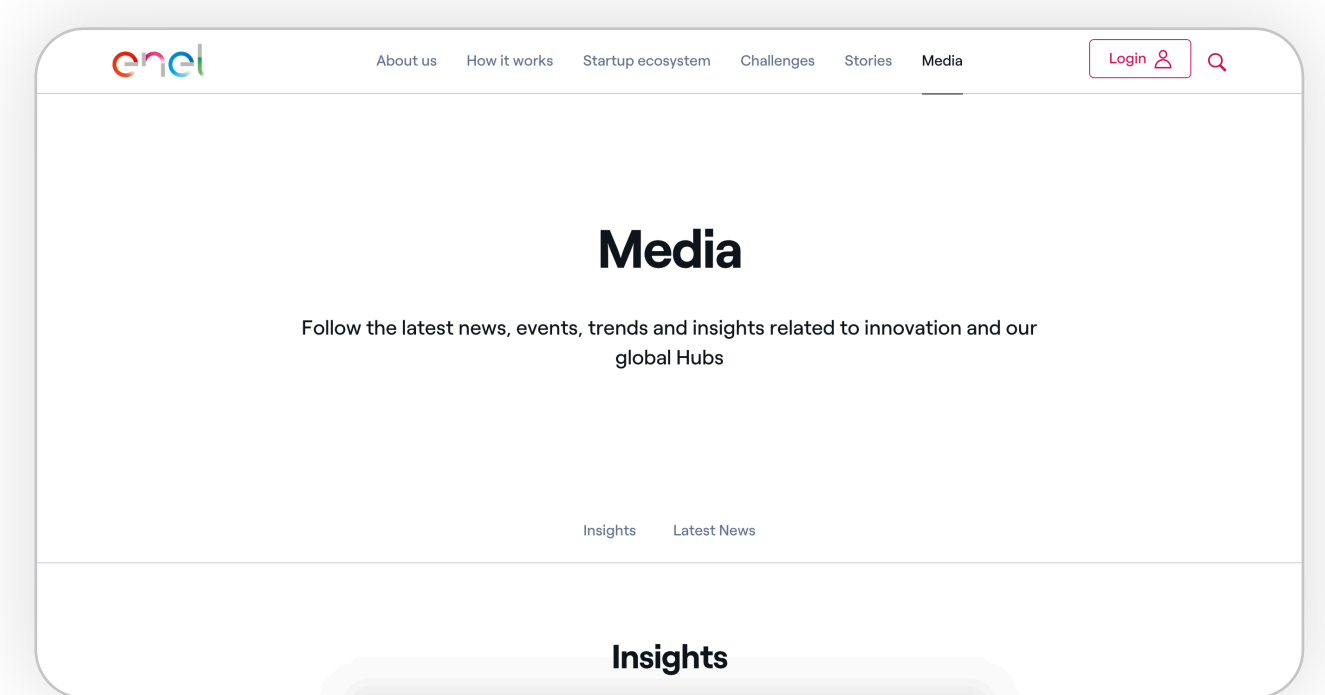 enel
About us How it works Startup ecosystem Challenges Stories Media Login
Media
Follow the latest news, events, trends and insights related to innovation and our
global Hubs
Insights Latest News
Insights